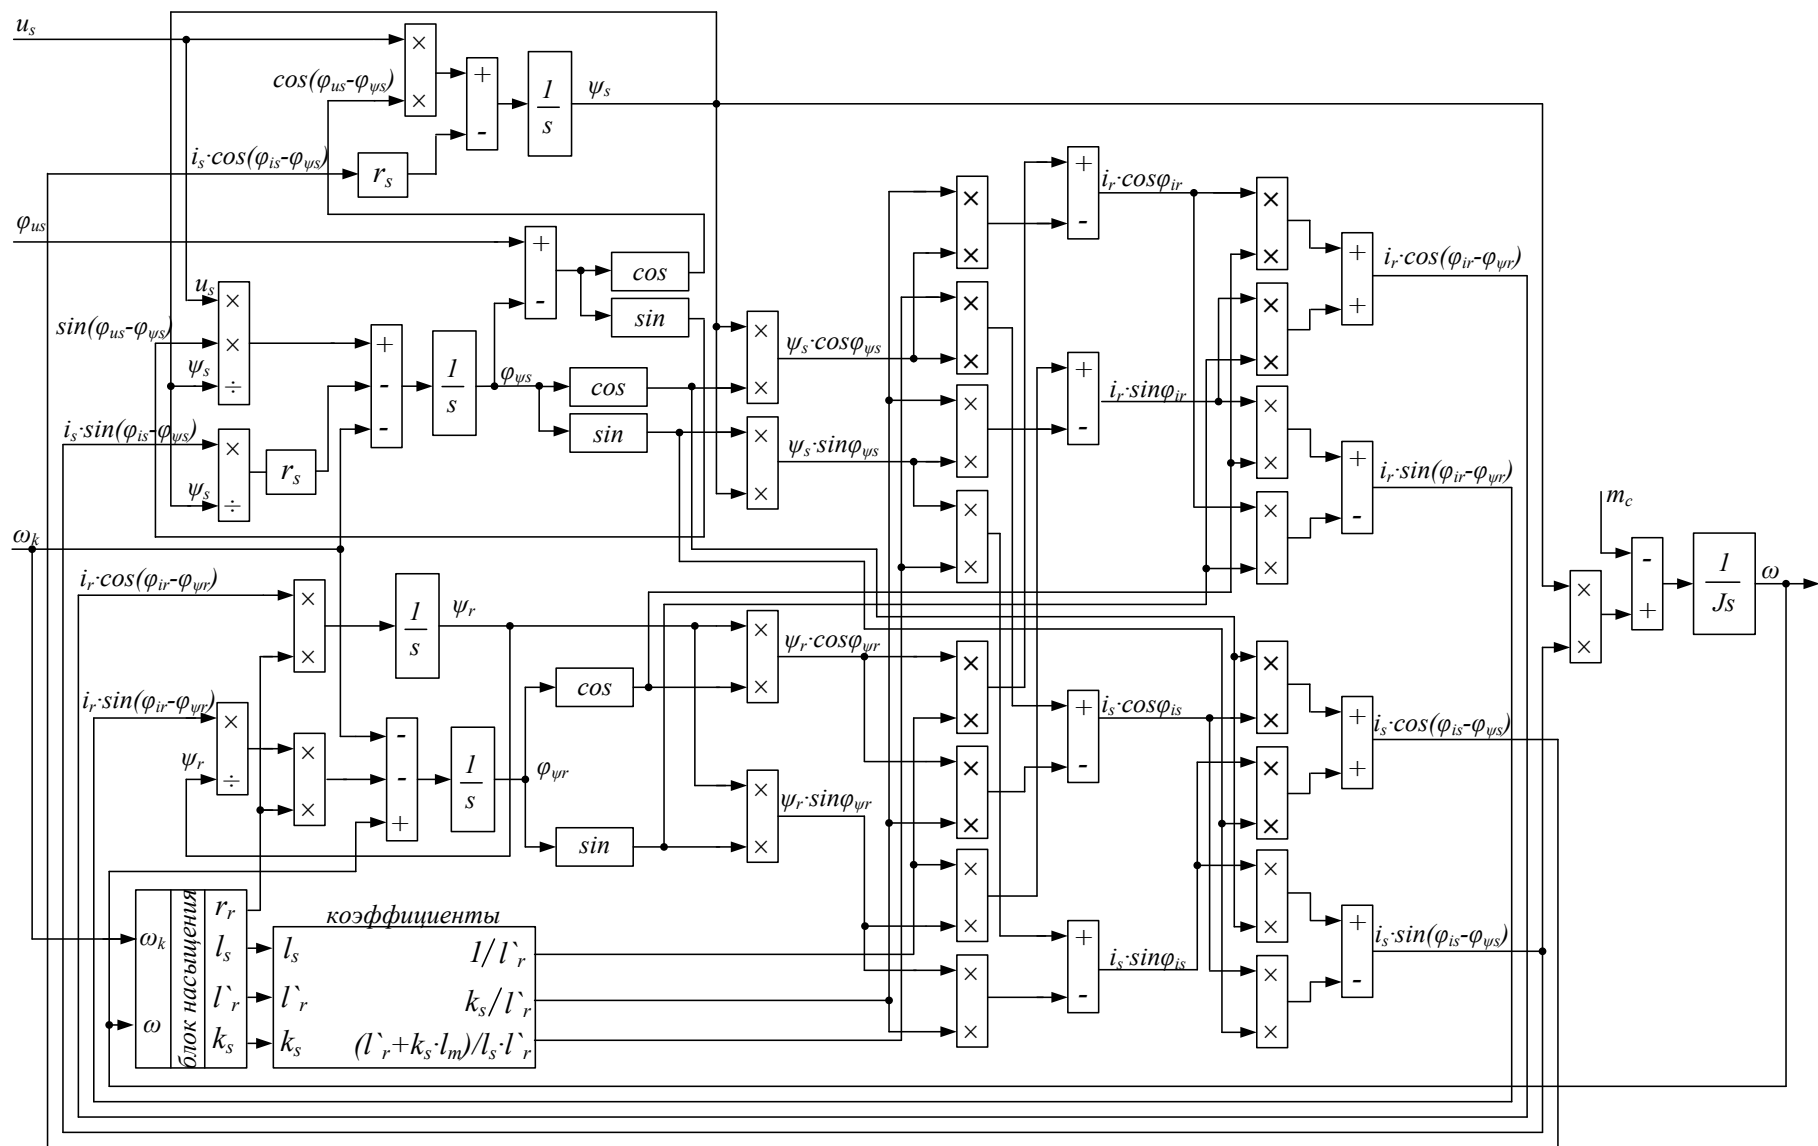 u_s
×
cos(φ_us-φ_ψs)
×
+
-
1/s
ψ_s
i_s·cos(φ_is-φ_ψs)
r_s
φ_us
+
-
cos
sin
u_s
×
sin(φ_us-φ_ψs)
×
ψ_s
÷
+
-
-
1/s
φ_ψs
cos
sin
i_s·sin(φ_is-φ_ψs)
×
ψ_s
÷
r_s
×
×
ψ_s·cosφ_ψs
×
×
ψ_s·sinφ_ψs
×
×
×
×
×
×
×
×
+
-
i_r·cosφ_ir
+
-
i_r·sinφ_ir
×
×
×
×
×
×
×
×
+
+
i_r·cos(φ_ir-φ_ψr)
+
-
i_r·sin(φ_ir-φ_ψr)
m_c
×
×
-
+
1/Js
ω
ω_k
i_r·cos(φ_ir-φ_ψr)
×
×
1/s
ψ_r
i_r·sin(φ_ir-φ_ψr)
×
ψ_r
÷
×
×
-
-
+
1/s
φ_ψr
cos
sin
×
×
ψ_r·cosφ_ψr
×
×
ψ_r·sinφ_ψr
×
×
×
×
×
×
×
×
+
-
i_s·cosφ_is
+
-
i_s·sinφ_is
×
×
×
×
×
×
×
×
+
+
i_s·cos(φ_is-φ_ψs)
+
-
i_s·sin(φ_is-φ_ψs)
ω_k
ω
блок насыщения
r_r
l_s
l`_r
k_s
коэффициенты
l_s
l`_r
k_s
1/l`_r
k_s/l`_r
(l`_r+k_s·l_m)/l_s·l`_r